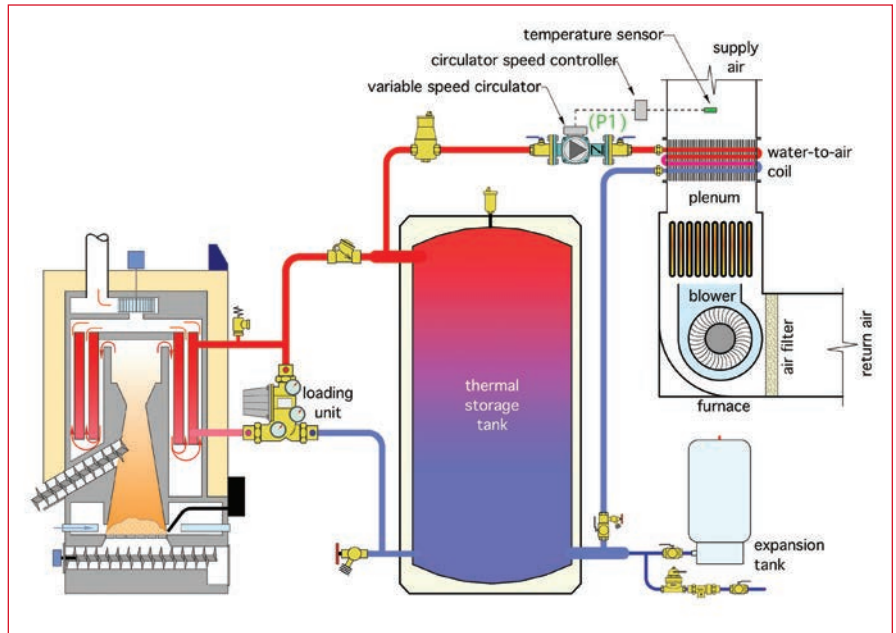 temperature sensor
circulator speed controller
variable speed circulator
supply
air
(P1)
water-to-air
coil
plenum
blower
air filter
return air
furnace
loading
unit
thermal
storage
tank
expansion
tank